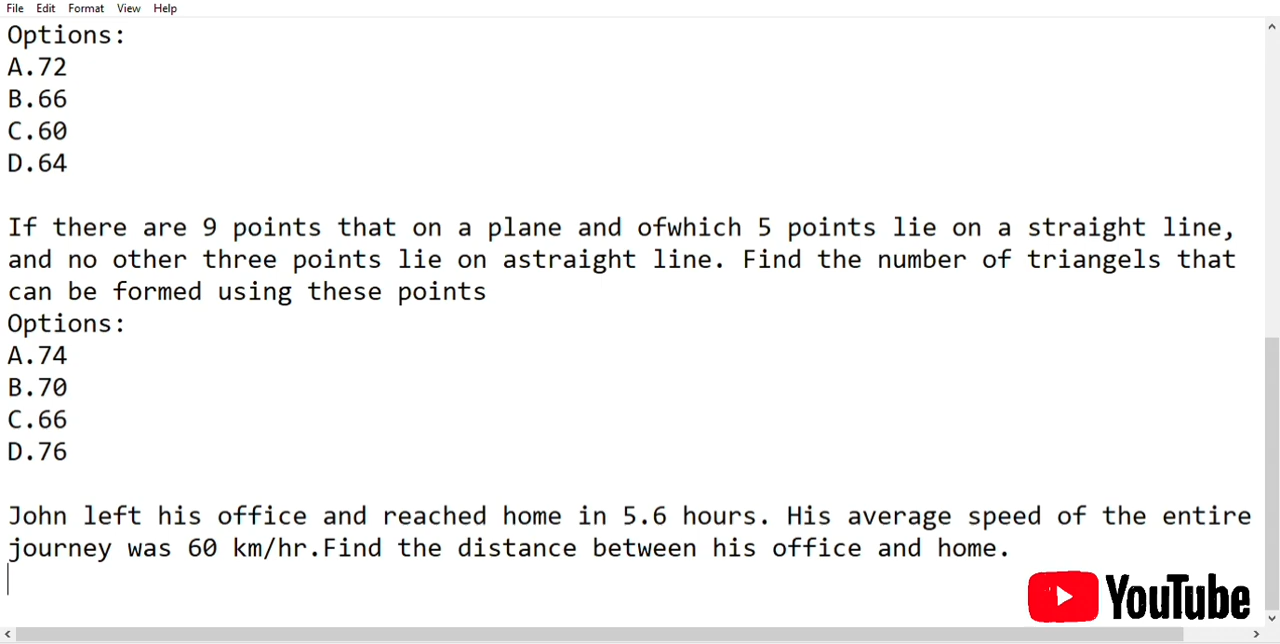 File Edit Format View Help
Options:
A.72
B.66
C.60
D.64
If there are 9 points that on a plane and ofwhich 5 points lie on a straight line,
and no other three points lie on astraight line. Find the number of triangels that
can be formed using these points
Options:
A.74
B.70
C.66
D.76
John left his office and reached home in 5.6 hours. His average speed of the entire
journey was 60 km/hr.Find the distance between his office and home.
YouTube